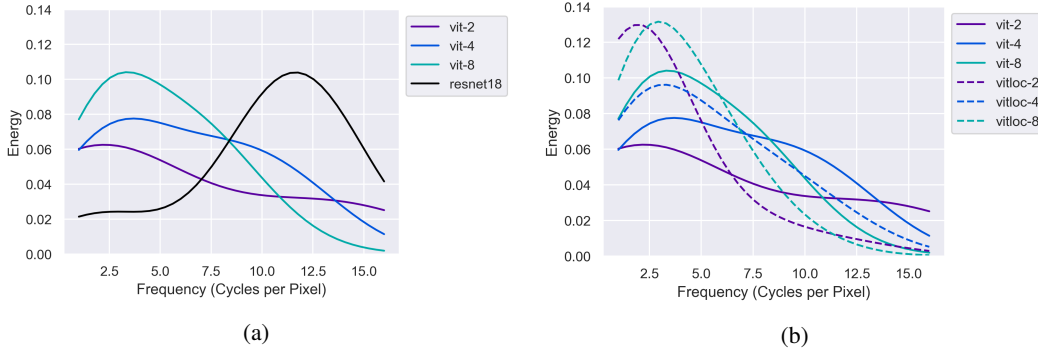 0.14
0.12
0.10
0.08
0.06
0.04
0.02
0.00
Energy
2.5 5.0 7.5 10.0 12.5 15.0
Frequency (Cycles per Pixel)
vit-2
vit-4
vit-8
resnet18
(a)
0.14
0.12
0.10
0.08
0.06
0.04
0.02
0.00
Energy
2.5 5.0 7.5 10.0 12.5 15.0
Frequency (Cycles per Pixel)
vit-2
vit-4
vit-8
vitloc-2
vitloc-4
vitloc-8
(b)